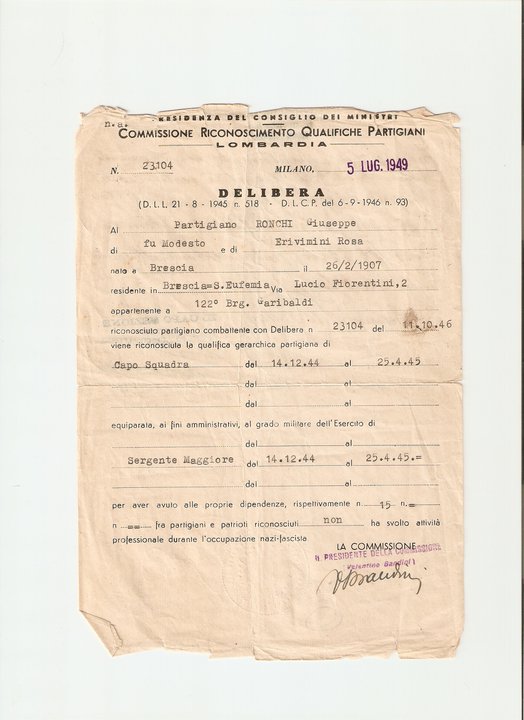 n.a.
PRESIDENZA DEL CONSIGLIO DEI MINISTRI
COMMISSIONE RICONOSCIMENTO QUALIFICHE PARTIGIANI
LOMBARDIA
N. 23104 MILANO, 5 LUG. 1949
DELIBERA
(D.L.L. 21 - 8 - 1945 n. 518 - D.L.C.P. del 6 - 9 - 1946 n. 93)
Al Partigiano RONCHI Giuseppe
di fu Modesto e di Erivimini Rosa
nato a Brescia il 26/2/1907
residente in Brescia=S.Eufemia Via Lucio Fiorentini,2
appartenente a 122° Brg. Garibaldi
riconosciuto partigiano combattente con Delibera n 23104 del 11.10.46
viene riconosciuta la qualifica gerarchica partigiana di
Capo Squadra dal 14.12.44 al 25.4.45
dal al
dal al
equiparata, ai fini amministrativi, al grado militare dell'Esercito di
dal al
Sergente Maggiore dal 14.12.44 al 25.4.45.=
dal al
per aver avuto alle proprie dipendenze, rispettivamente n. 15 n. =
n == fra partigiani e patrioti riconosciuti non ha svolto attività
professionale durante l'occupazione nazi-fascista
LA COMMISSIONE
IL PRESIDENTE DELLA COMMISSIONE